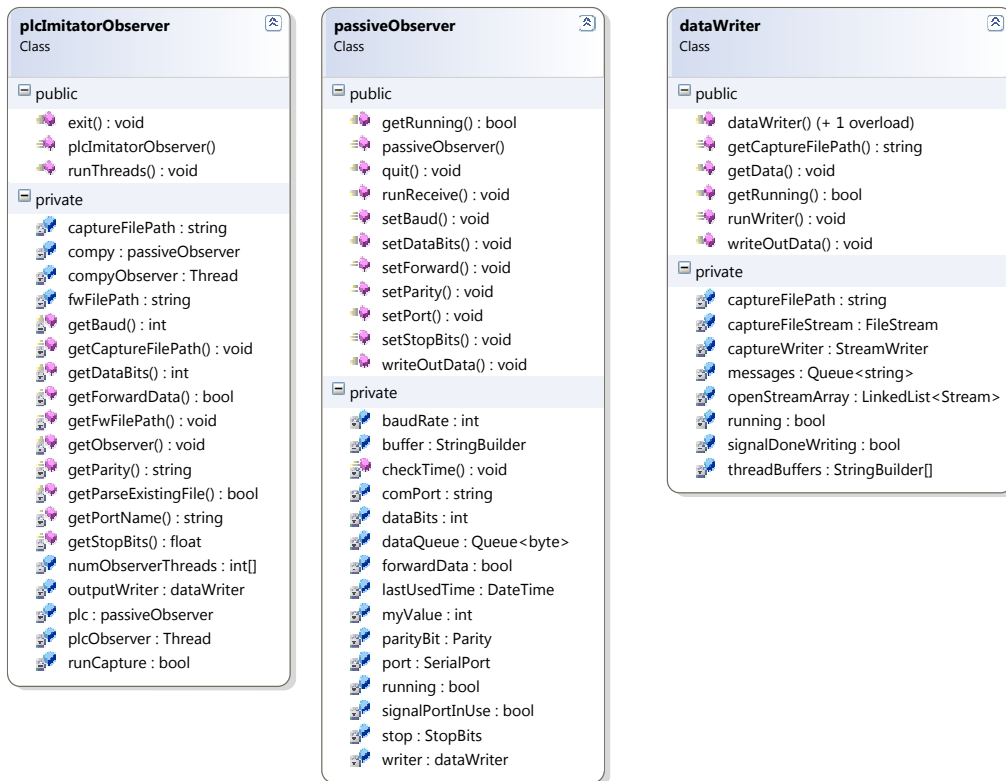 plcImitatorObserver
Class
public
exit() : void
plcImitatorObserver()
runThreads() : void
private
captureFilePath : string
compy : passiveObserver
compyObserver : Thread
fwFilePath : string
getBaud() : int
getCaptureFilePath() : void
getDataBits() : int
getForwardData() : bool
getFwFilePath() : void
getObserver() : void
getParity() : string
getParseExistingFile() : bool
getPortName() : string
getStopBits() : float
numObserverThreads : int[]
outputWriter : dataWriter
plc : passiveObserver
plcObserver : Thread
runCapture : bool
passiveObserver
Class
public
getRunning() : bool
passiveObserver()
quit() : void
runReceive() : void
setBaud() : void
setDataBits() : void
setForward() : void
setParity() : void
setPort() : void
setStopBits() : void
writeOutData() : void
private
baudRate : int
buffer : StringBuilder
checkTime() : void
comPort : string
dataBits : int
dataQueue : Queue<byte>
forwardData : bool
lastUsedTime : DateTime
myValue : int
parityBit : Parity
port : SerialPort
running : bool
signalPortInUse : bool
stop : StopBits
writer : dataWriter
dataWriter
Class
public
dataWriter() (+ 1 overload)
getCaptureFilePath() : string
getData() : void
getRunning() : bool
runWriter() : void
writeOutData() : void
private
captureFilePath : string
captureFileStream : FileStream
captureWriter : StreamWriter
messages : Queue<string>
openStreamArray : LinkedList<Stream>
running : bool
signalDoneWriting : bool
threadBuffers : StringBuilder[]